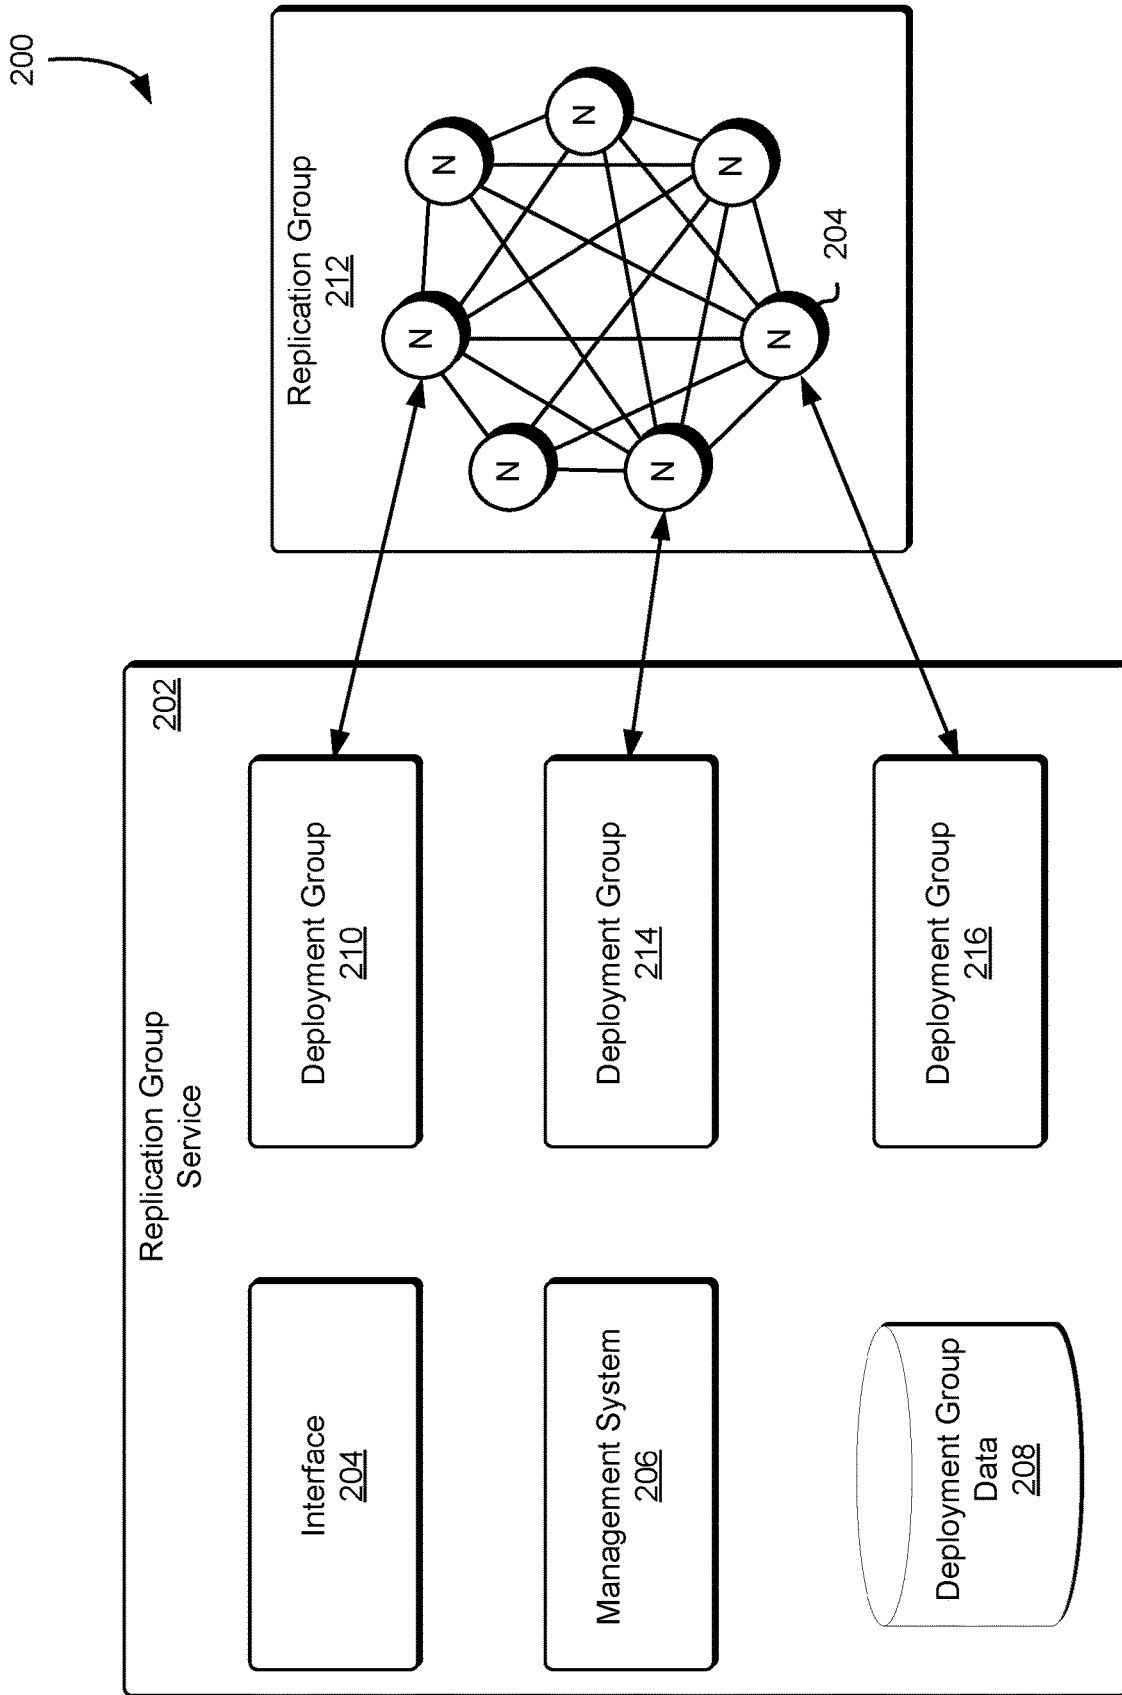 200
Replication Group
Service
202
Interface
204
Deployment Group
210
Management System
206
Deployment Group
214
Deployment Group
Data
208
Deployment Group
216
Replication Group
212
N
N
N
N
N
N
N
204